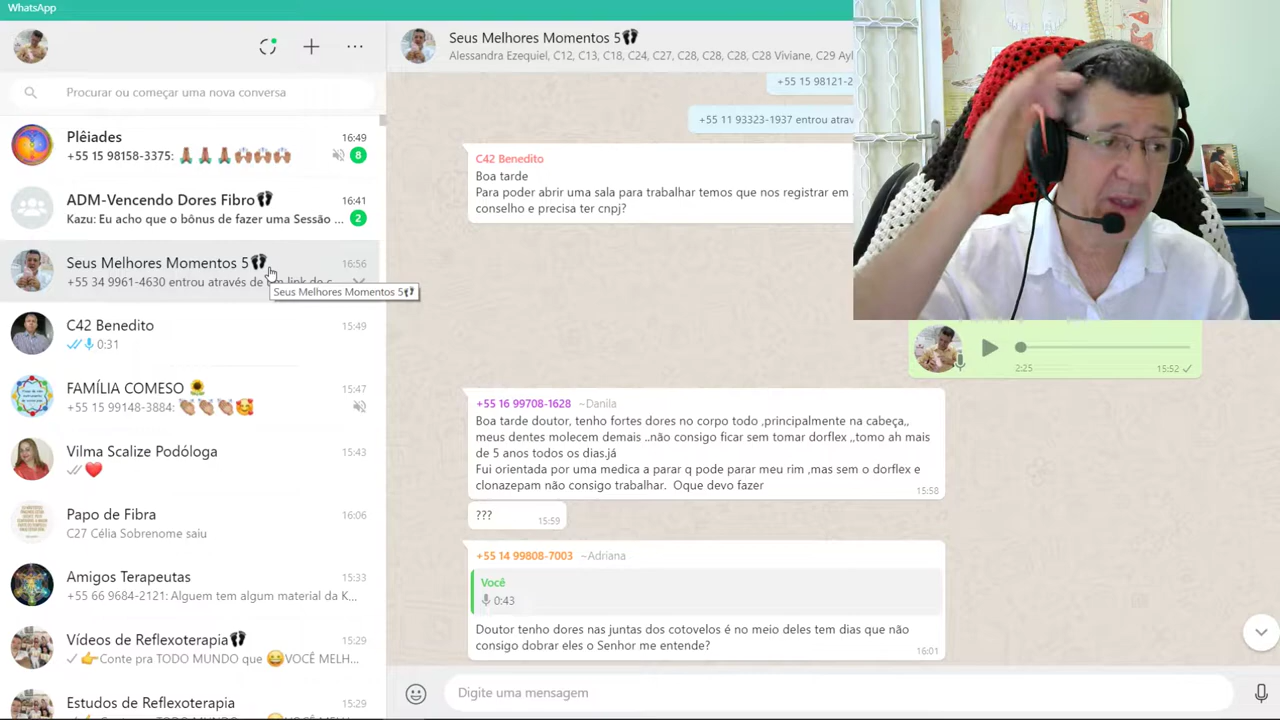 WhatsApp
Procurar ou começar uma nova conversa
Plêiades
16:49
+55 15 98158-3375: 🙏🏽🙏🏽🙏🏽🙌🏼🙌🏼🙌🏼
8
ADM-Vencendo Dores Fibro👣
16:41
Kazu: Eu acho que o bônus de fazer uma Sessão ...
2
Seus Melhores Momentos 5👣
16:56
+55 34 9961-4630 entrou através de um link de c...
Seus Melhores Momentos 5👣
C42 Benedito
15:49
0:31
FAMÍLIA COMESO 🌻
15:47
+55 15 99148-3884: 👏🏼👏🏼👏🏼🥰
Vilma Scalize Podóloga
15:43
❤️
Papo de Fibra
16:06
C27 Célia Sobrenome saiu
Amigos Terapeutas
15:33
+55 66 9684-2121: Alguem tem algum material da K...
Vídeos de Reflexoterapia👣
15:29
✓ 👉Conte pra TODO MUNDO que 😄VOCÊ MELH...
Estudos de Reflexoterapia
15:29
Seus Melhores Momentos 5👣
Alessandra Ezequiel, C12, C13, C18, C24, C27, C28, C28, C28 Viviane, C29 Ayl
+55 15 98121-2
+55 11 93323-1937 entrou atrav
C42 Benedito
Boa tarde
Para poder abrir uma sala para trabalhar temos que nos registrar em
conselho e precisa ter cnpj?
2:25
15:52
+55 16 99708-1628 ~Danila
Boa tarde doutor, tenho fortes dores no corpo todo ,principalmente na cabeça,,
meus dentes molecem demais ..não consigo ficar sem tomar dorflex ,,tomo ah mais
de 5 anos todos os dias.já
Fui orientada por uma medica a parar q pode parar meu rim ,mas sem o dorflex e
clonazepam não consigo trabalhar. Oque devo fazer
15:58
???
15:59
+55 14 99808-7003 ~Adriana
Você
0:43
Doutor tenho dores nas juntas dos cotovelos é no meio deles tem dias que não
consigo dobrar eles o Senhor me entende?
16:01
Digite uma mensagem